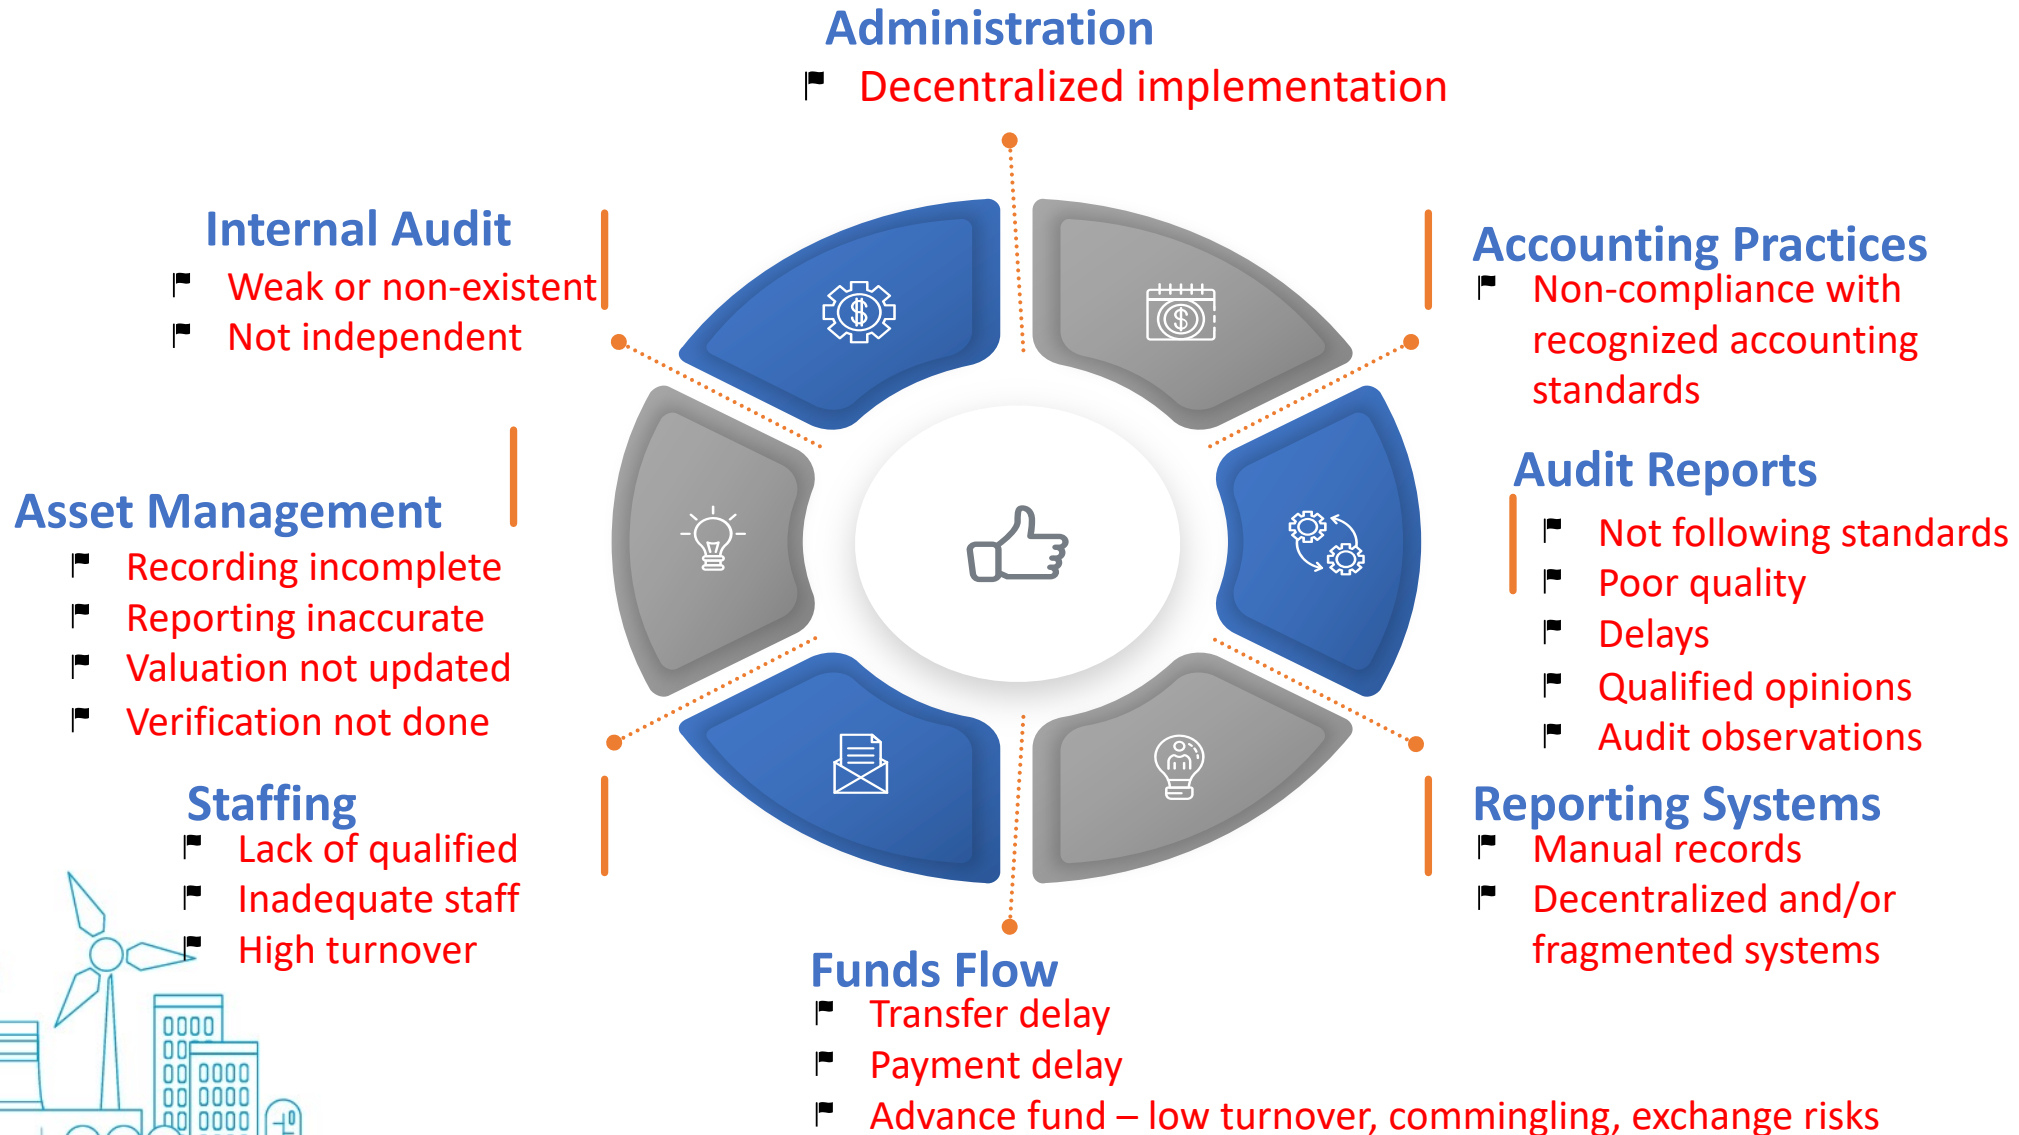 Administration
Decentralized implementation
Internal Audit
Weak or non-existent
Not independent
Accounting Practices
Non-compliance with
recognized accounting
standards
Asset Management
Recording incomplete
Reporting inaccurate
Valuation not updated
Verification not done
Audit Reports
Not following standards
Poor quality
Delays
Qualified opinions
Audit observations
Staffing
Lack of qualified
Inadequate staff
High turnover
Reporting Systems
Manual records
Decentralized and/or
fragmented systems
Funds Flow
Transfer delay
Payment delay
Advance fund – low turnover, commingling, exchange risks